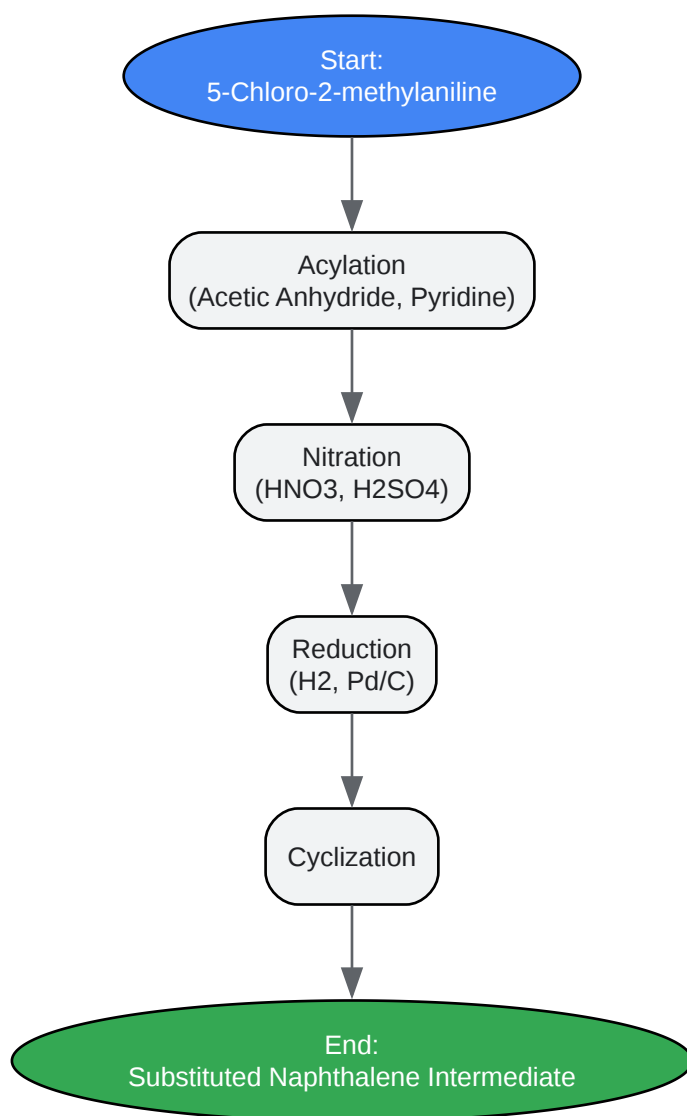 Start:
5-Chloro-2-methylaniline
Acylation
(Acetic Anhydride, Pyridine)
Nitration
(HNO3, H2SO4)
Reduction
(H2, Pd/C)
Cyclization
End:
Substituted Naphthalene Intermediate